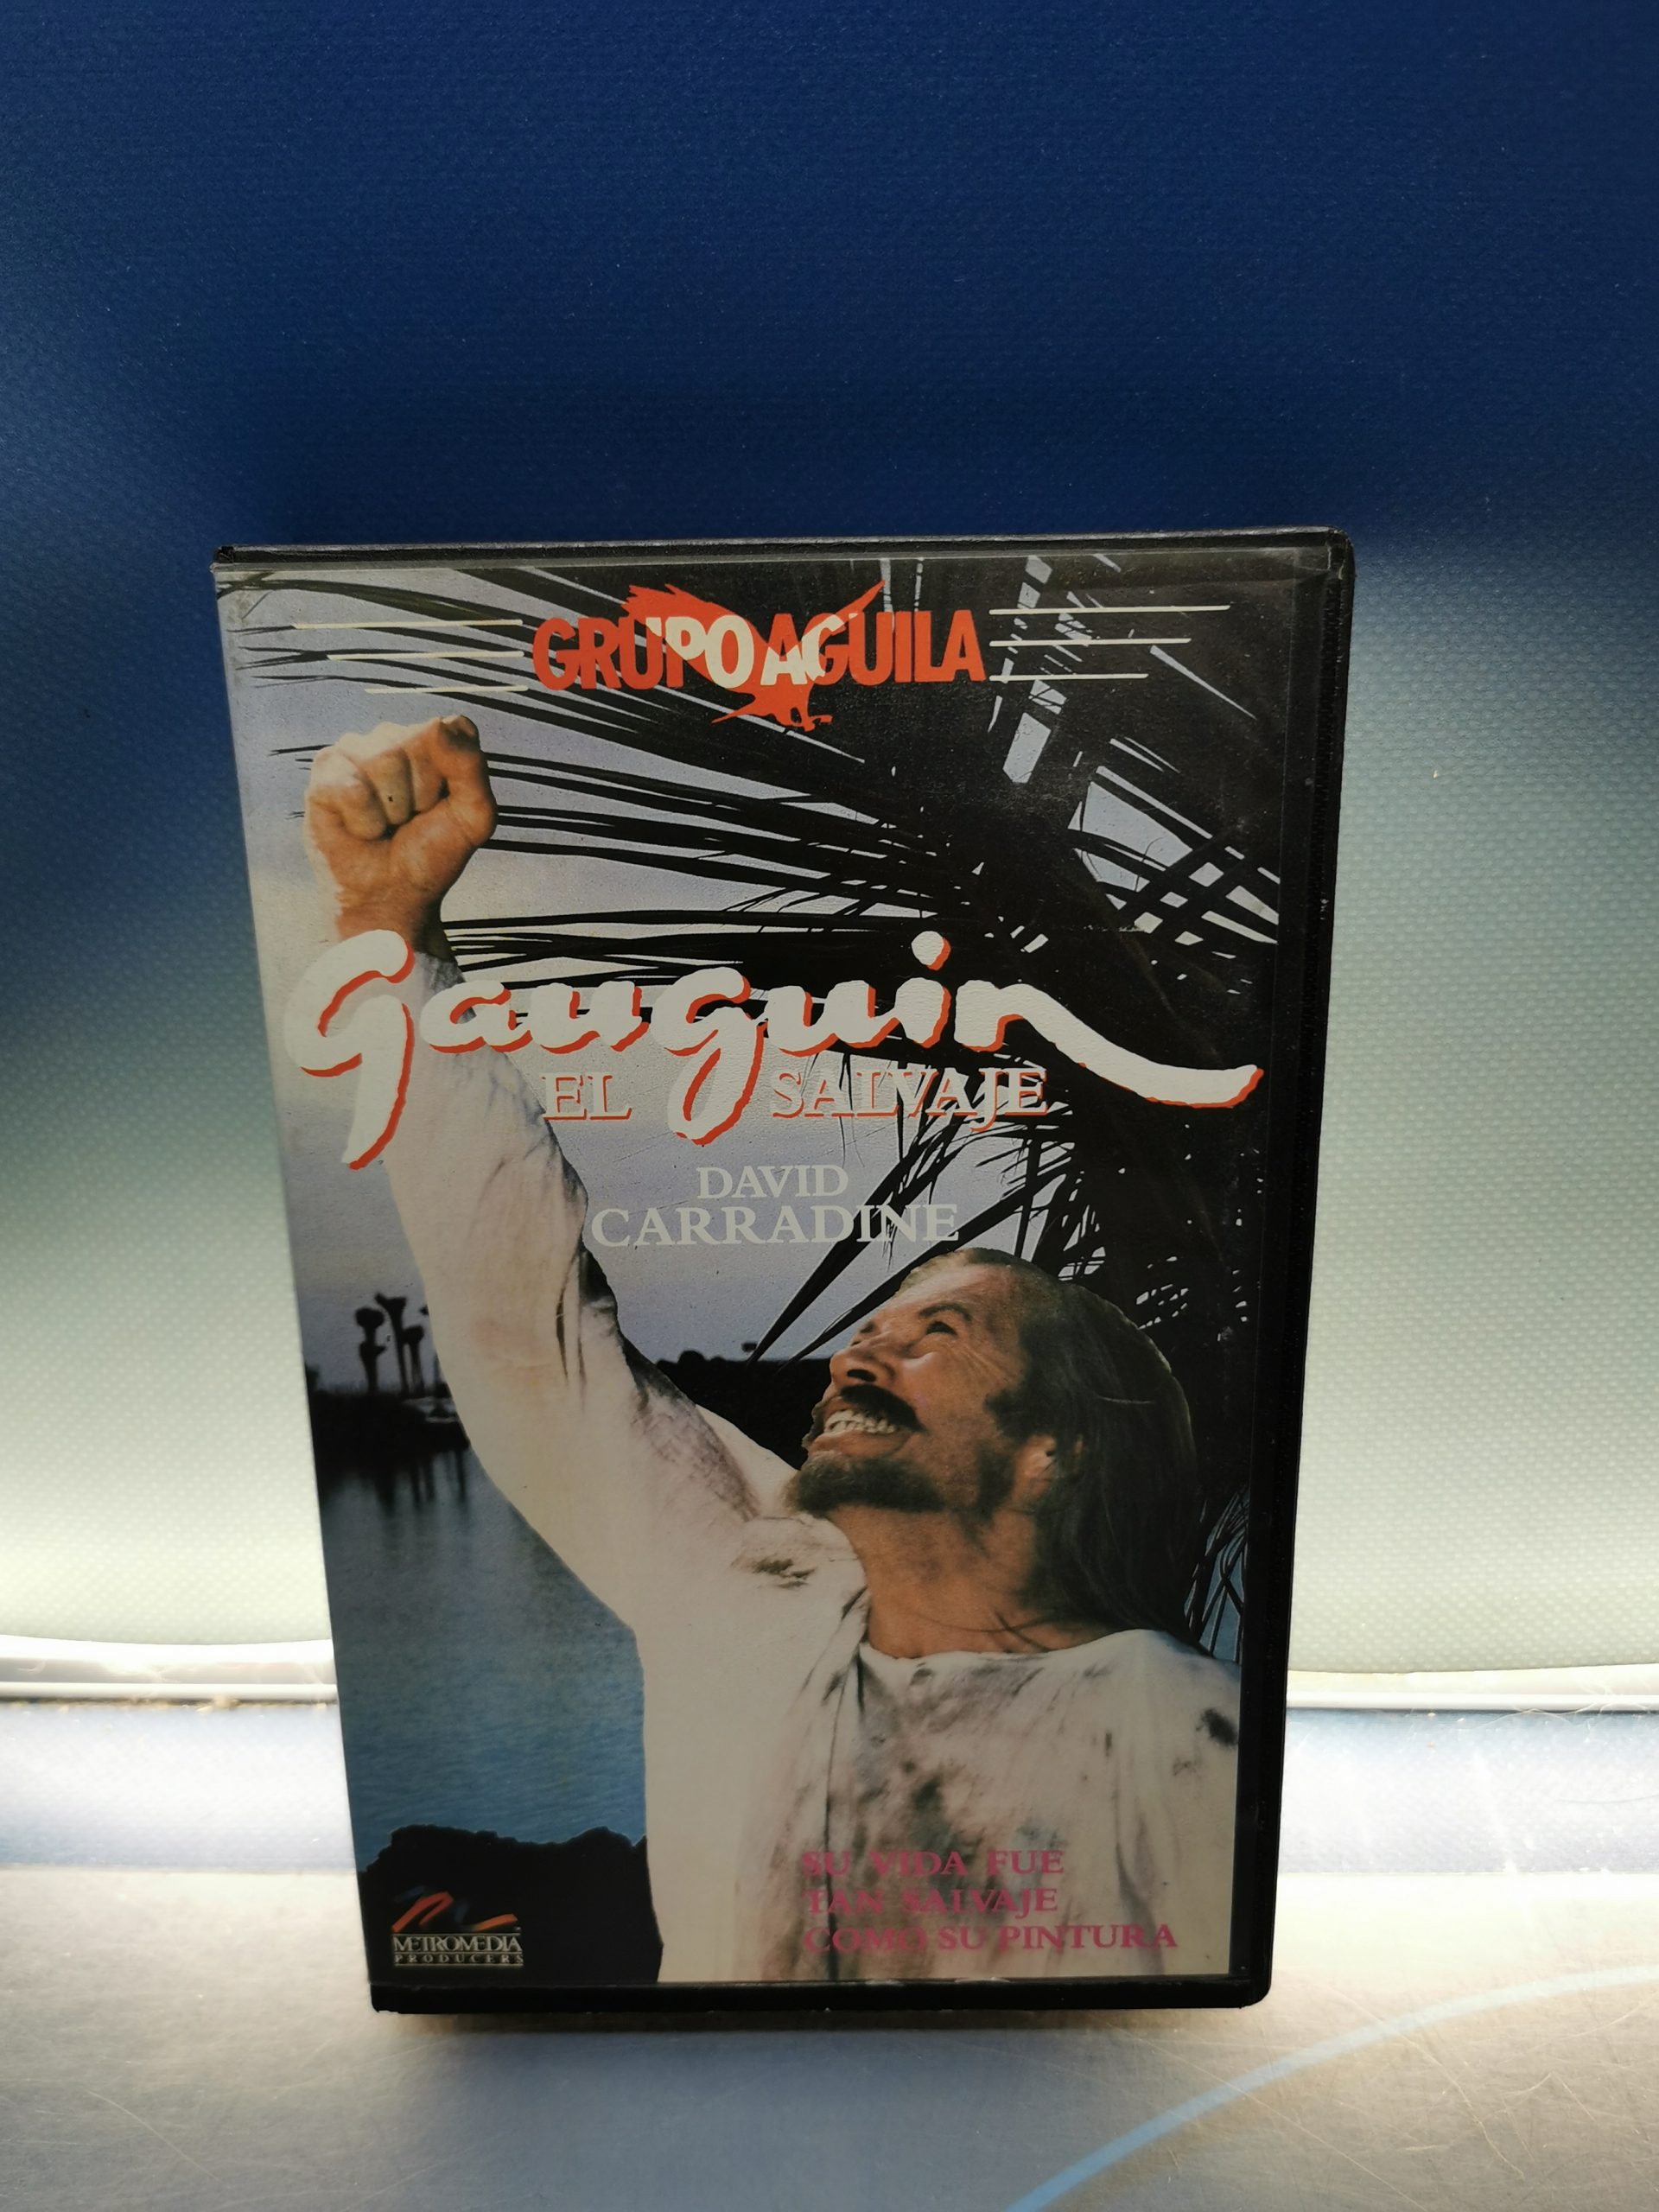 GRUPO AGUILA
Gauguin
EL SALVAJE
DAVID
CARRADINE
SU VIDA FUE
TAN SALVAJE
COMO SU PINTURA
METROMEDIA
PRODUCERS